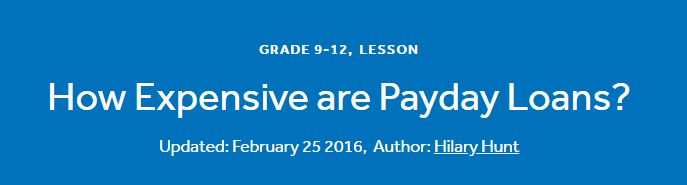 GRADE 9-12, LESSON
How Expensive are Payday Loans?
Updated: February 25 2016, Author: Hilary Hunt